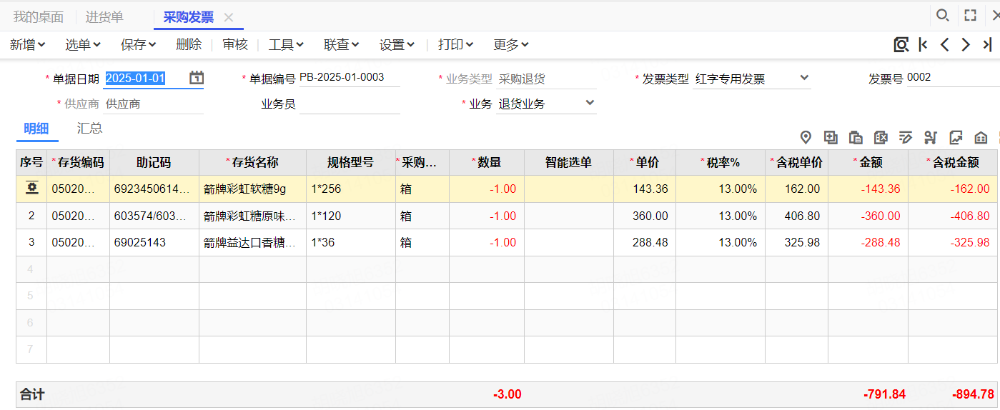 我的桌面 进货单 采购发票
新增 选单 保存 删除 审核 工具 联查 设置 打印 更多
* 单据日期 2025-01-01 * 单据编号 PB-2025-01-0003 * 业务类型 采购退货 * 发票类型 红字专用发票 发票号 0002
* 供应商 供应商 业务员 * 业务 退货业务
明细 汇总
序号 *存货编码 助记码 *存货名称 规格型号 *采购... *数量 智能选单 *单价 *税率% *含税单价 *金额 *含税金额
05020... 6923450614... 箭牌彩虹软糖9g 1*256 箱 -1.00 143.36 13.00% 162.00 -143.36 -162.00
2 05020... 603574/603... 箭牌彩虹糖原味... 1*120 箱 -1.00 360.00 13.00% 406.80 -360.00 -406.80
3 05020... 69025143 箭牌益达口香糖... 1*36 箱 -1.00 288.48 13.00% 325.98 -288.48 -325.98
4
5
6
7
合计 -3.00 -791.84 -894.78